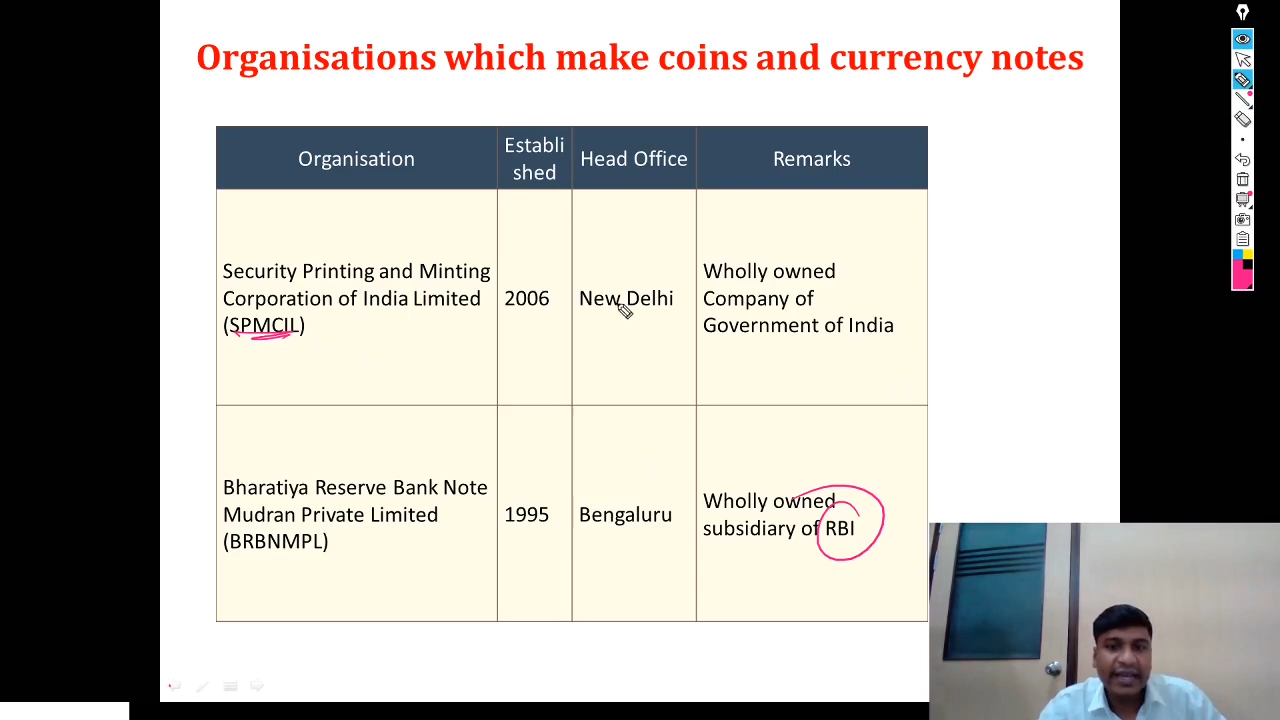 Organisations which make coins and currency notes
Organisation
Establi
shed
Head Office
Remarks
Security Printing and Minting
Corporation of India Limited
(SPMCIL)
2006
New Delhi
Wholly owned
Company of
Government of India
Bharatiya Reserve Bank Note
Mudran Private Limited
(BRBNMPL)
1995
Bengaluru
Wholly owned
subsidiary of RBI